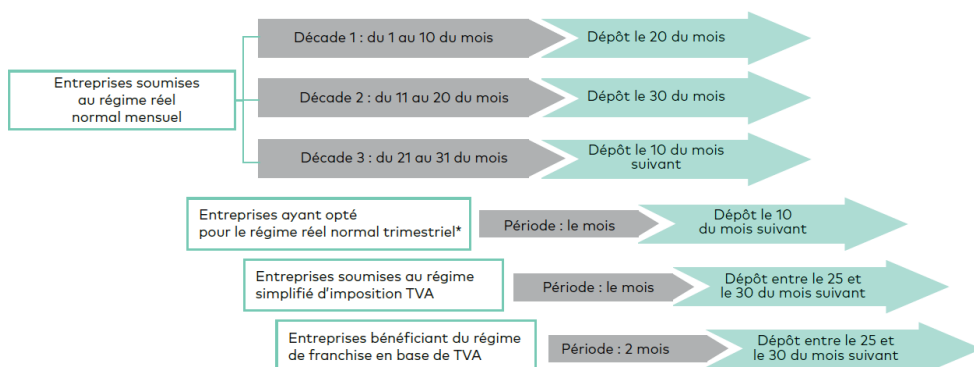 Décade 1 : du 1 au 10 du mois
Dépôt le 20 du mois
Entreprises soumises
au régime réel
normal mensuel
Décade 2 : du 11 au 20 du mois
Dépôt le 30 du mois
Décade 3 : du 21 au 31 du mois
Dépôt le 10 du mois
suivant
Entreprises ayant opté
pour le régime réel normal trimestriel*
Période : le mois
Dépôt le 10
du mois suivant
Entreprises soumises au régime
simplifié d'imposition TVA
Période : le mois
Dépôt entre le 25 et
le 30 du mois suivant
Entreprises bénéficiant du régime
de franchise en base de TVA
Période : 2 mois
Dépôt entre le 25 et
le 30 du mois suivant